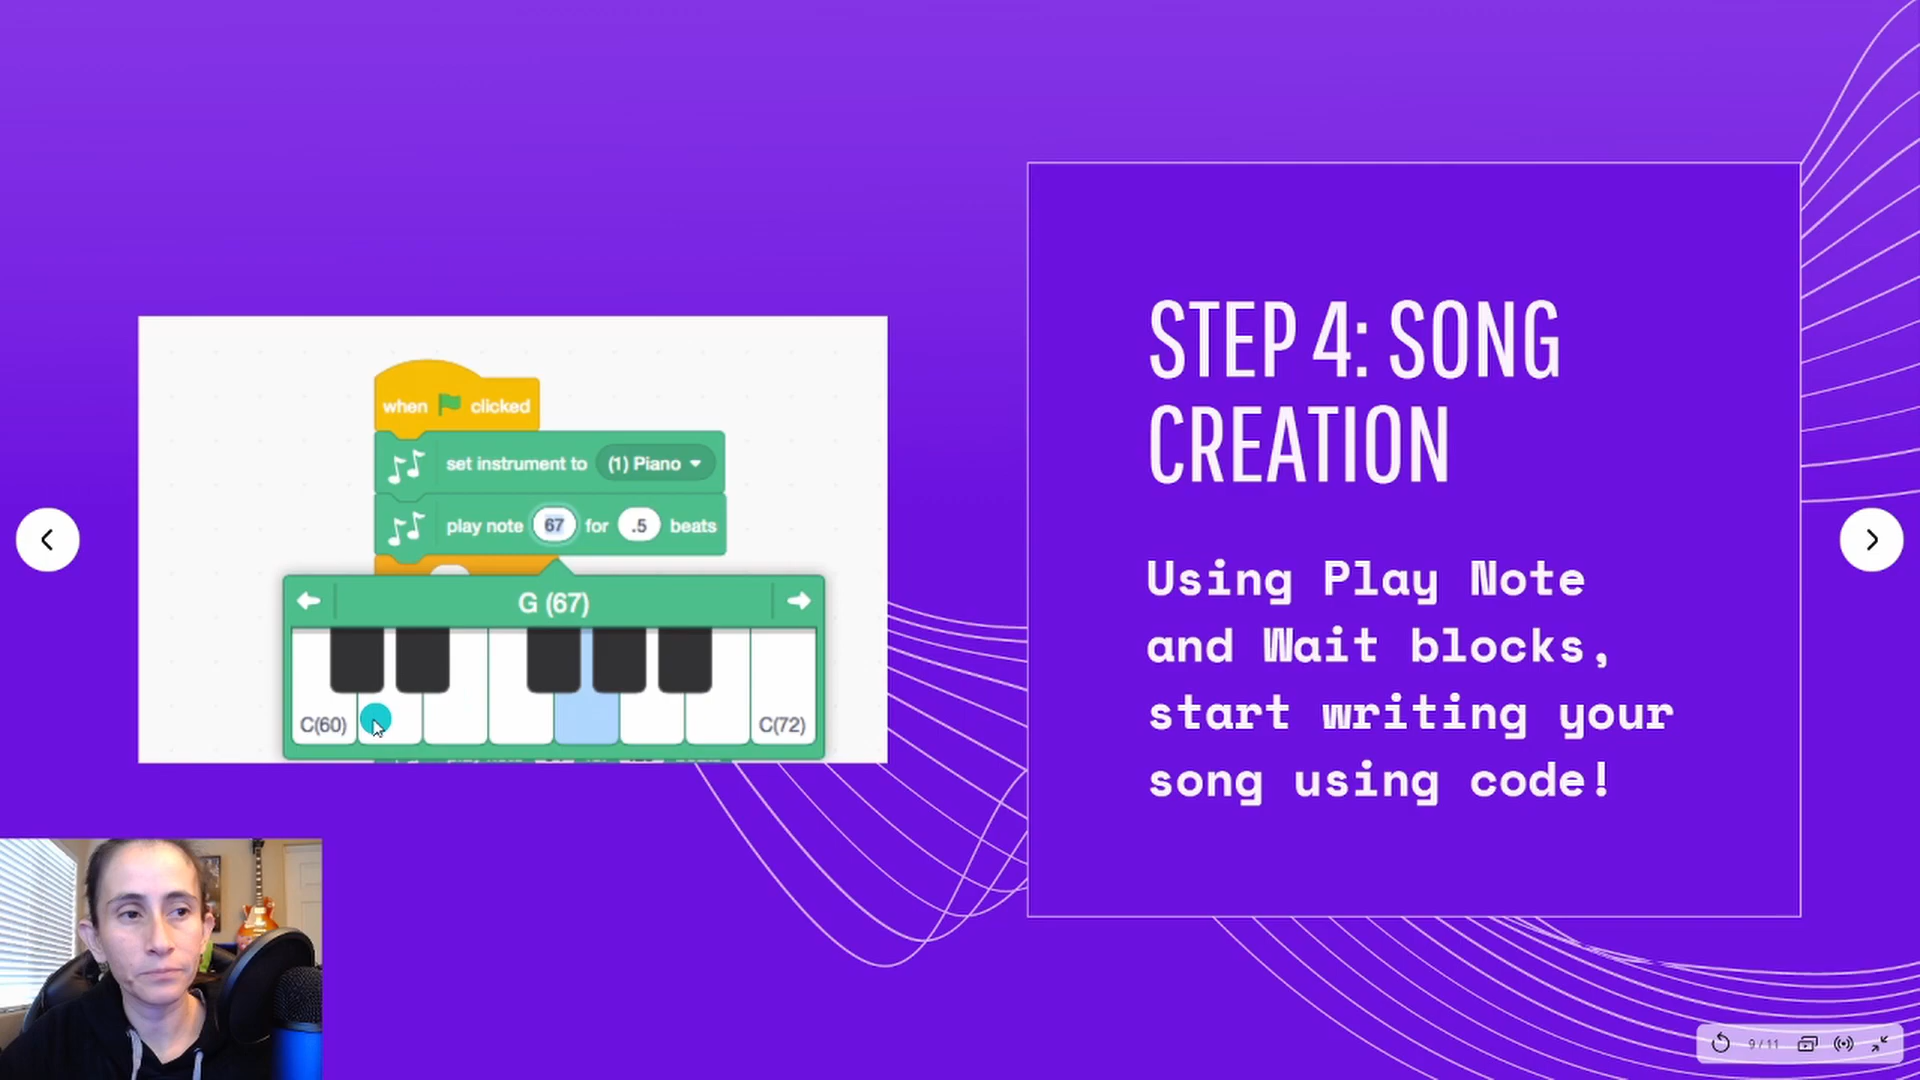 when clicked
set instrument to (1) Piano
play note 67 for .5 beats
G (67)
C(60)
C(72)
STEP 4: SONG
CREATION
Using Play Note
and Wait blocks,
start writing your
song using code!
9 / 11